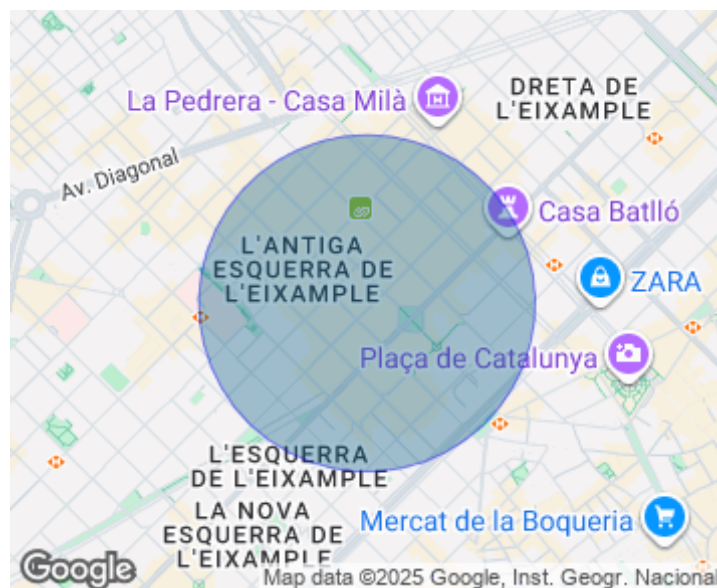 DRETA DE
L'EIXAMPLE
La Pedrera - Casa Milà
Av. Diagonal
Casa Batlló
L'ANTIGA
ESQUERRA DE
L'EIXAMPLE
ZARA
Plaça de Catalunya
L'ESQUERRA
DE L'EIXAMPLE
LA NOVA
ESQUERRA DE
L'EIXAMPLE
Mercat de la Boqueria
Google
Map data ©2025 Google, Inst. Geogr. Nacional